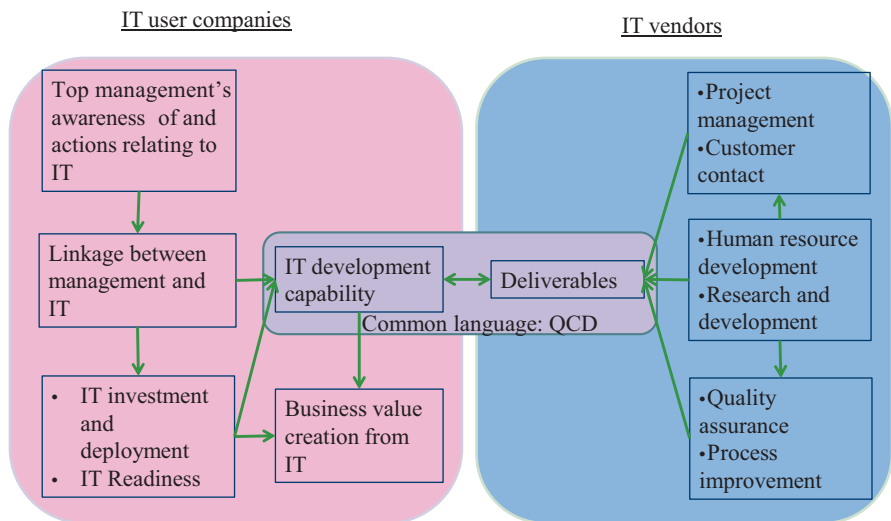 IT user companies
IT vendors
Top management's
awareness of and
actions relating to
IT
Linkage between
management and
IT
• IT investment
and
deployment
• IT Readiness
IT development
capability
Deliverables
Common language: QCD
Business value
creation from
IT
•Project
management
•Customer
contact
•Human resource
development
•Research and
development
•Quality
assurance
•Process
improvement